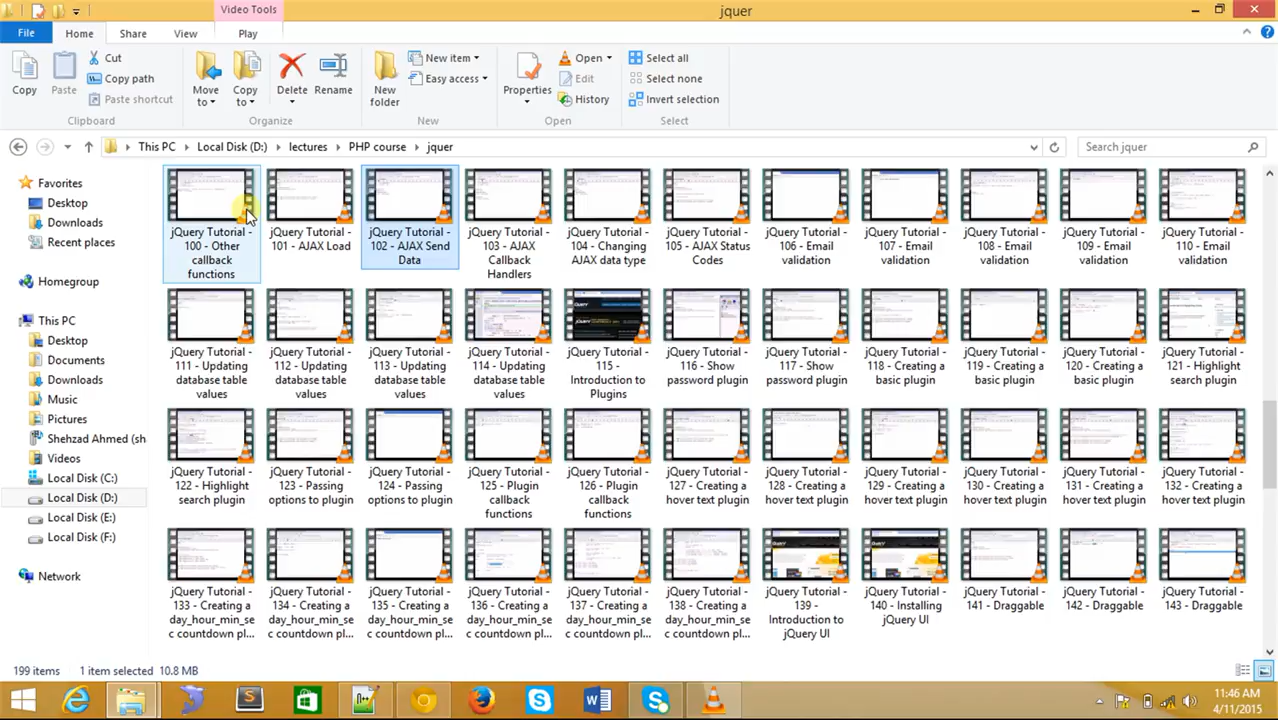 Video Tools
jquer
File
Home
Share
View
Play
Copy
Paste
Cut
Copy path
Paste shortcut
Clipboard
Move to
Copy to
Delete
Rename
Organize
New folder
New item
Easy access
New
Properties
Open
Edit
History
Open
Select all
Select none
Invert selection
Select
This PC
Local Disk (D:)
lectures
PHP course
jquer
Search jquer
Favorites
Desktop
Downloads
Recent places
Homegroup
This PC
Desktop
Documents
Downloads
Music
Pictures
Shehzad Ahmed (sh
Videos
Local Disk (C:)
Local Disk (D:)
Local Disk (E:)
Local Disk (F:)
Network
jQuery Tutorial -
100 - Other
callback
functions
jQuery Tutorial -
101 - AJAX Load
jQuery Tutorial -
102 - AJAX Send
Data
jQuery Tutorial -
103 - AJAX
Callback
Handlers
jQuery Tutorial -
104 - Changing
AJAX data type
jQuery Tutorial -
105 - AJAX Status
Codes
jQuery Tutorial -
106 - Email
validation
jQuery Tutorial -
107 - Email
validation
jQuery Tutorial -
108 - Email
validation
jQuery Tutorial -
109 - Email
validation
jQuery Tutorial -
110 - Email
validation
jQuery Tutorial -
111 - Updating
database table
values
jQuery Tutorial -
112 - Updating
database table
values
jQuery Tutorial -
113 - Updating
database table
values
jQuery Tutorial -
114 - Updating
database table
values
jQuery Tutorial -
115 -
Introduction to
Plugins
jQuery Tutorial -
116 - Show
password plugin
jQuery Tutorial -
117 - Show
password plugin
jQuery Tutorial -
118 - Creating a
basic plugin
jQuery Tutorial -
119 - Creating a
basic plugin
jQuery Tutorial -
120 - Creating a
basic plugin
jQuery Tutorial -
121 - Highlight
search plugin
jQuery Tutorial -
122 - Highlight
search plugin
jQuery Tutorial -
123 - Passing
options to plugin
jQuery Tutorial -
124 - Passing
options to plugin
jQuery Tutorial -
125 - Plugin
callback
functions
jQuery Tutorial -
126 - Plugin
callback
functions
jQuery Tutorial -
127 - Creating a
hover text plugin
jQuery Tutorial -
128 - Creating a
hover text plugin
jQuery Tutorial -
129 - Creating a
hover text plugin
jQuery Tutorial -
130 - Creating a
hover text plugin
jQuery Tutorial -
131 - Creating a
hover text plugin
jQuery Tutorial -
132 - Creating a
hover text plugin
jQuery Tutorial -
133 - Creating a
day_hour_min_se
c countdown pl...
jQuery Tutorial -
134 - Creating a
day_hour_min_se
c countdown pl...
jQuery Tutorial -
135 - Creating a
day_hour_min_se
c countdown pl...
jQuery Tutorial -
136 - Creating a
day_hour_min_se
c countdown pl...
jQuery Tutorial -
137 - Creating a
day_hour_min_se
c countdown pl...
jQuery Tutorial -
138 - Creating a
day_hour_min_se
c countdown pl...
jQuery Tutorial -
139 -
Introduction to
jQuery UI
jQuery Tutorial -
140 - Installing
jQuery UI
jQuery Tutorial -
141 - Draggable
jQuery Tutorial -
142 - Draggable
jQuery Tutorial -
143 - Draggable
199 items
1 item selected 10.8 MB
11:46 AM
4/11/2015